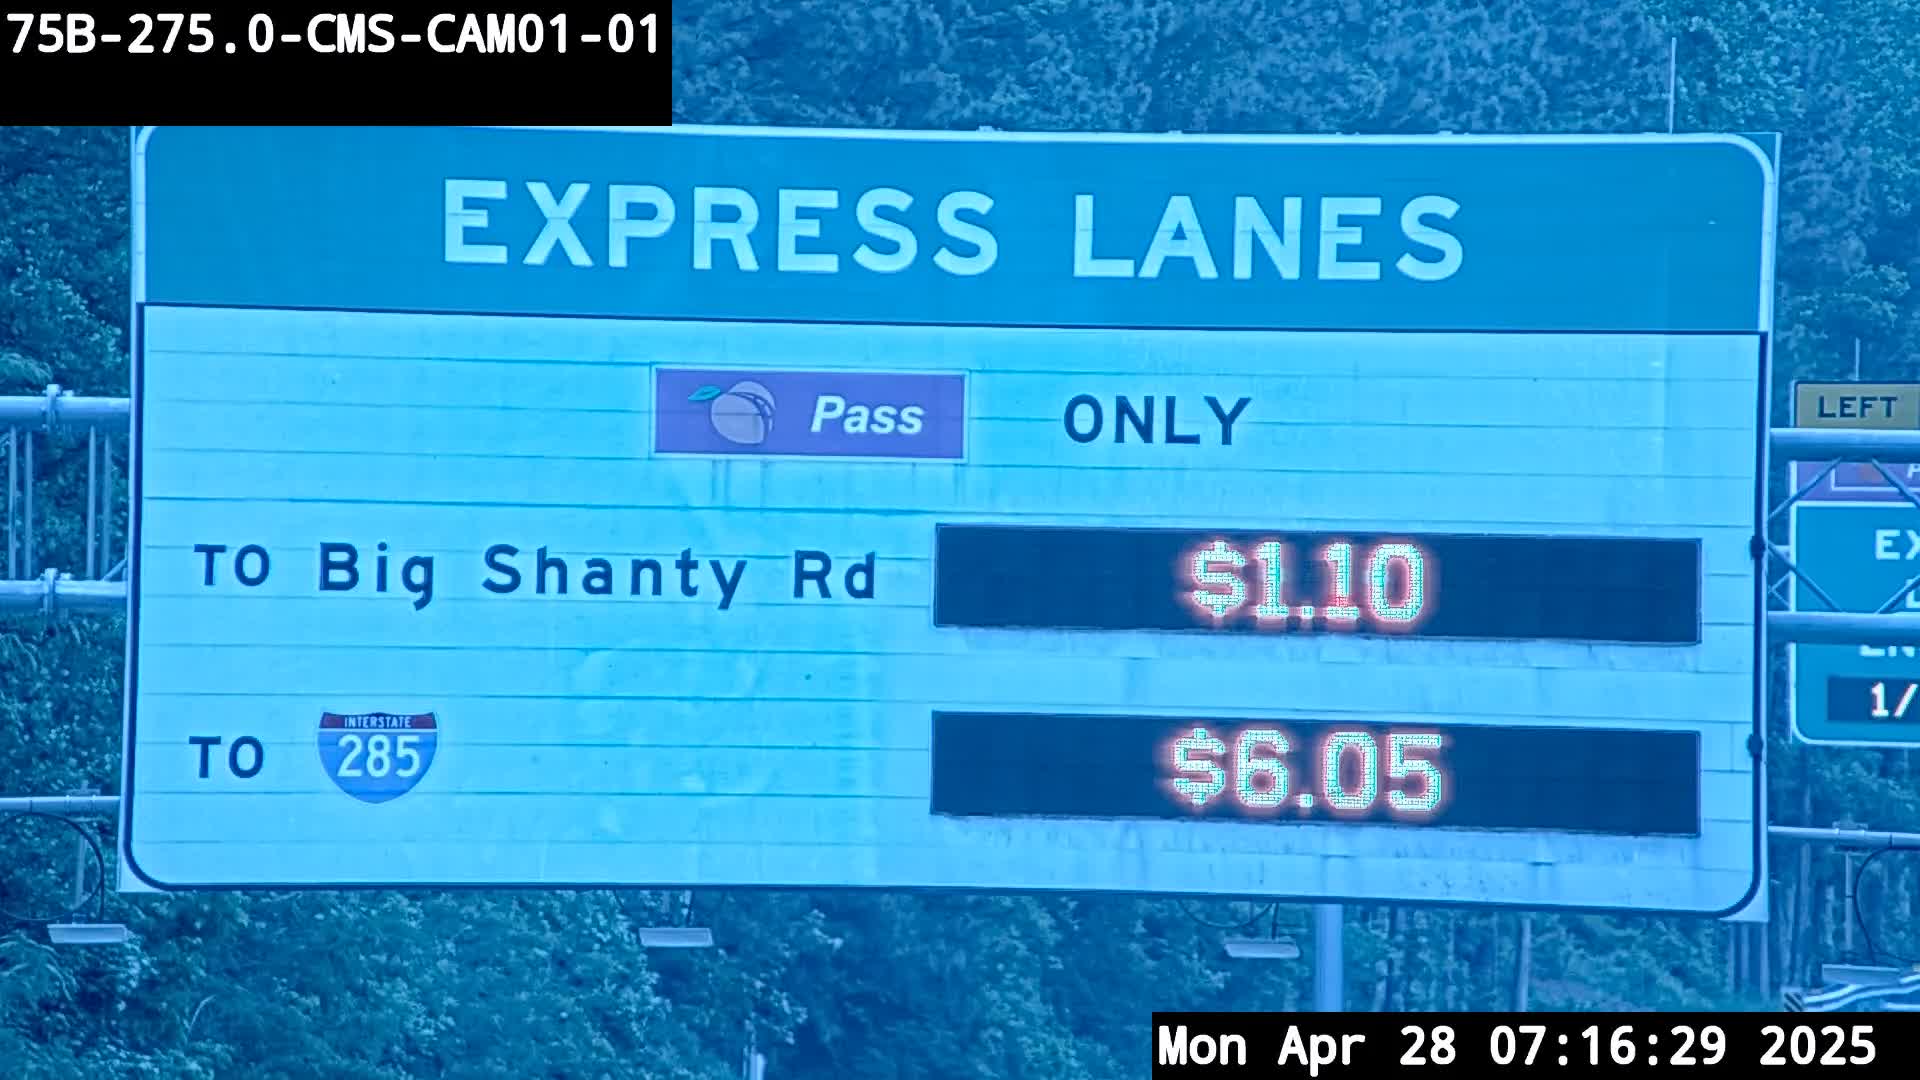 75B-275.0-CMS-CAM01-01
EXPRESS LANES
Pass ONLY
LEFT
TO Big Shanty Rd $1.10
TO INTERSTATE 285 $6.05
1/
Mon Apr 28 07:16:29 2025